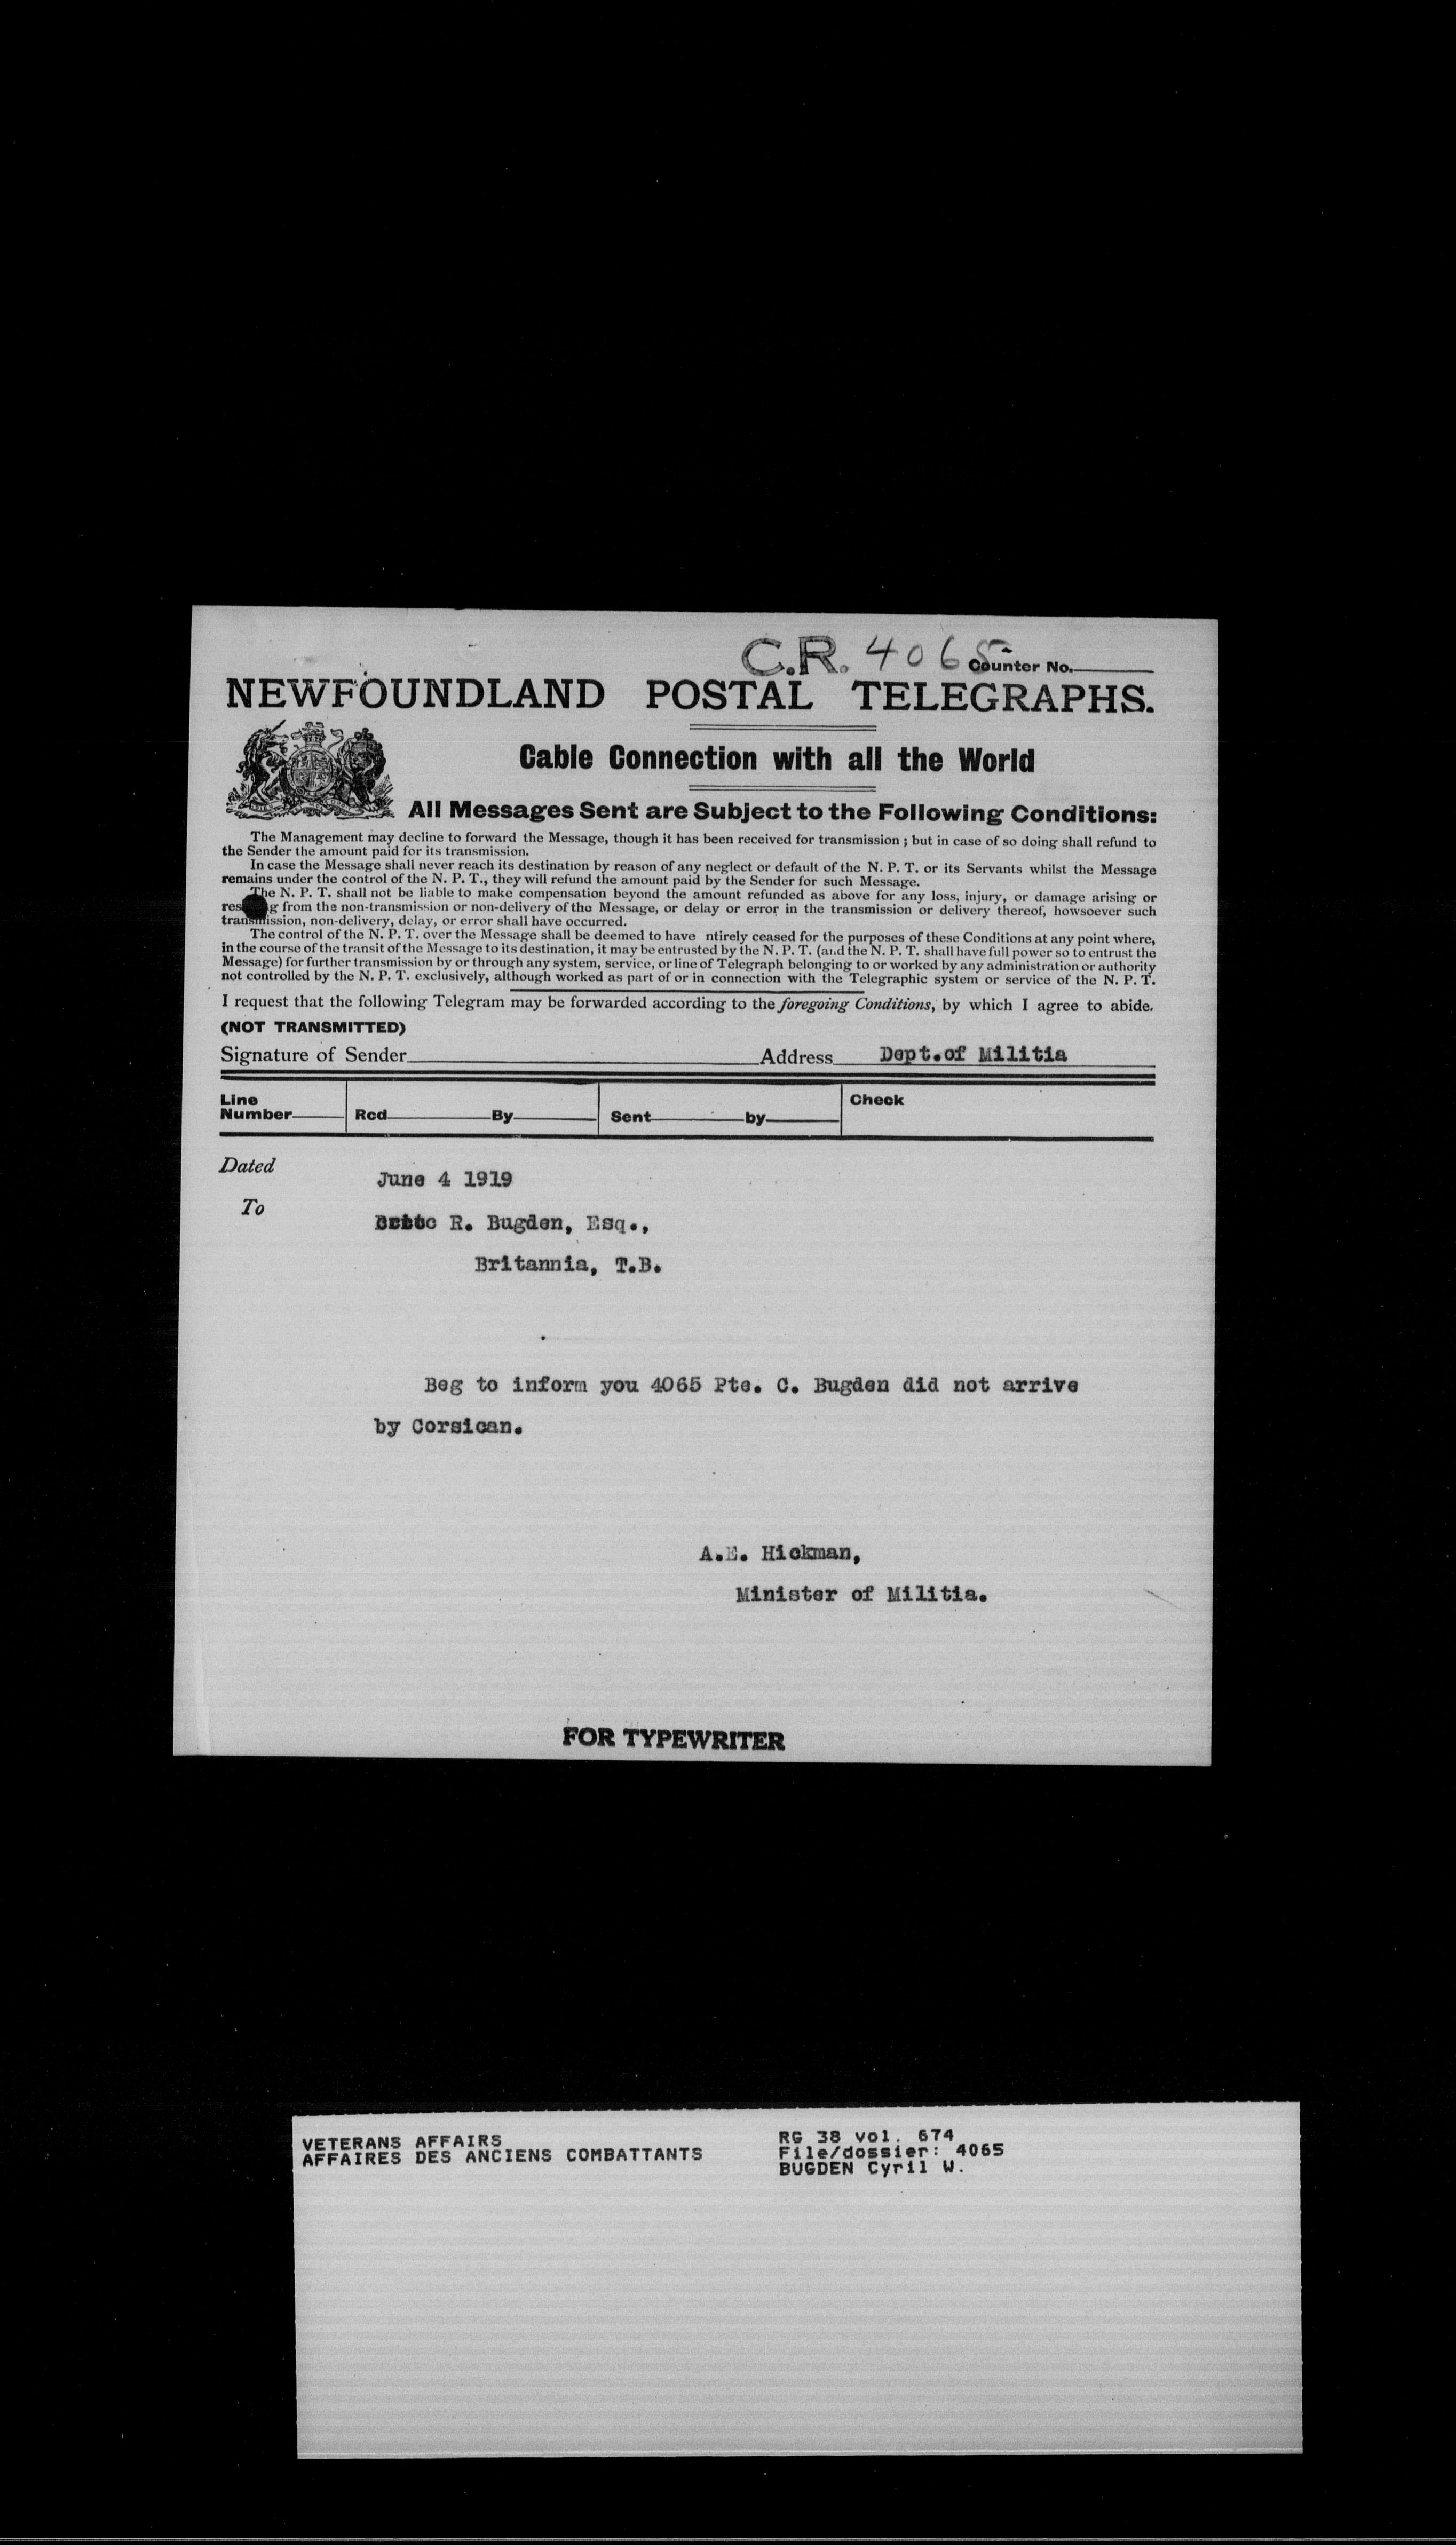 C.R. 4065
Counter No.
NEWFOUNDLAND POSTAL TELEGRAPHS.
Cable Connection with all the World
All Messages Sent are Subject to the Following Conditions:
The Management may decline to forward the Message, though it has been received for transmission ; but in case of so doing shall refund to
the Sender the amount paid for its transmission.
In case the Message shall never reach its destination by reason of any neglect or default of the N. P. T. or its Servants whilst the Message
remains under the control of the N. P. T., they will refund the amount paid by the Sender for such Message.
The N. P. T. shall not be liable to make compensation beyond the amount refunded as above for any loss, injury, or damage arising or
res g from the non-transmission or non-delivery of the Message, or delay or error in the transmission or delivery thereof, howsoever such
transmission, non-delivery, delay, or error shall have occurred.
The control of the N. P. T. over the Message shall be deemed to have ntirely ceased for the purposes of these Conditions at any point where,
in the course of the transit of the Message to its destination, it may be entrusted by the N. P. T. (and the N. P. T. shall have full power so to entrust the
Message) for further transmission by or through any system, service, or line of Telegraph belonging to or worked by any administration or authority
not controlled by the N. P. T. exclusively, although worked as part of or in connection with the Telegraphic system or service of the N. P. T.
I request that the following Telegram may be forwarded according to the foregoing Conditions, by which I agree to abide.
(NOT TRANSMITTED)
Signature of Sender Address Dept.of Militia
Line
Number Rcd By Sent by Check
Dated
June 4 1919
To
R. Bugden, Esq.,
Britannia, T.B.
Beg to inform you 4065 Pte. C. Bugden did not arrive
by Corsican.
A.E. Hickman,
Minister of Militia.
FOR TYPEWRITER
VETERANS AFFAIRS
AFFAIRES DES ANCIENS COMBATTANTS
RG 38 vol. 674
File/dossier: 4065
BUGDEN Cyril W.